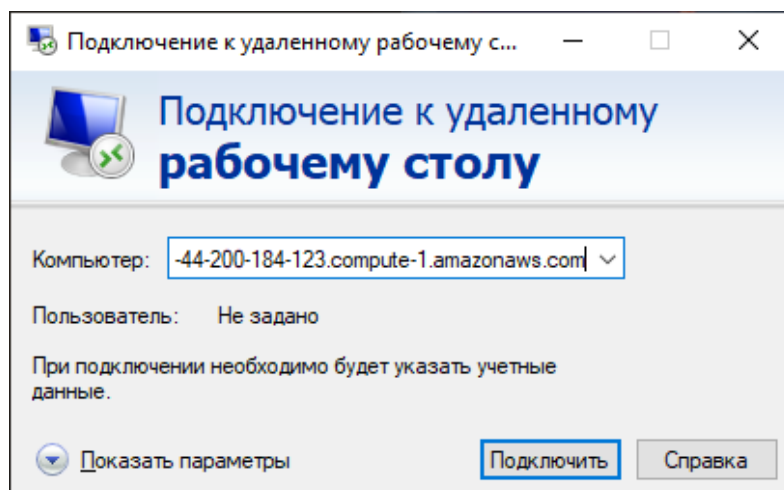 Подключение к удаленному рабочему с...
Подключение к удаленному
рабочему столу
Компьютер: -44-200-184-123.compute-1.amazonaws.com
Пользователь: Не задано
При подключении необходимо будет указать учетные
данные.
Показать параметры Подключить Справка